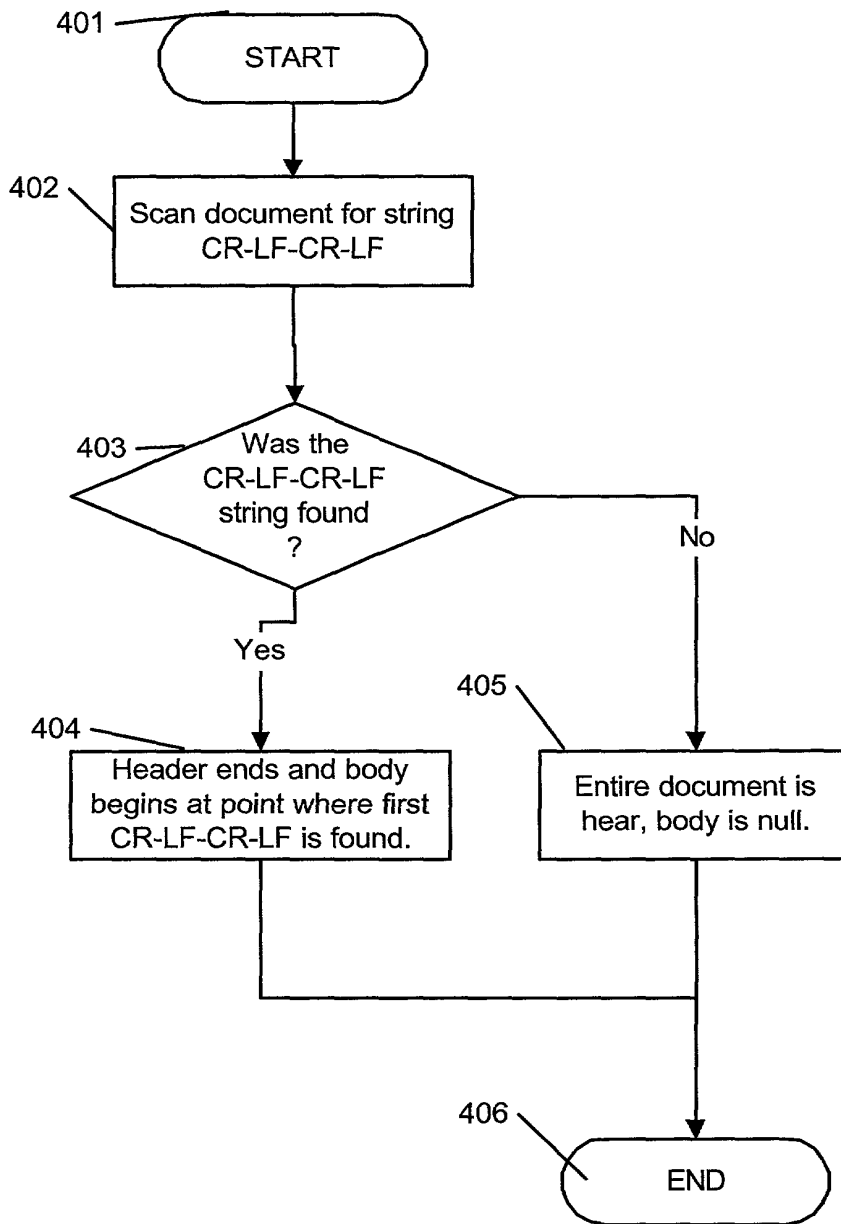 401
START
402
Scan document for string
CR-LF-CR-LF
403
Was the
CR-LF-CR-LF
string found
?
No
Yes
404
Header ends and body
begins at point where first
CR-LF-CR-LF is found.
405
Entire document is
hear, body is null.
406
END